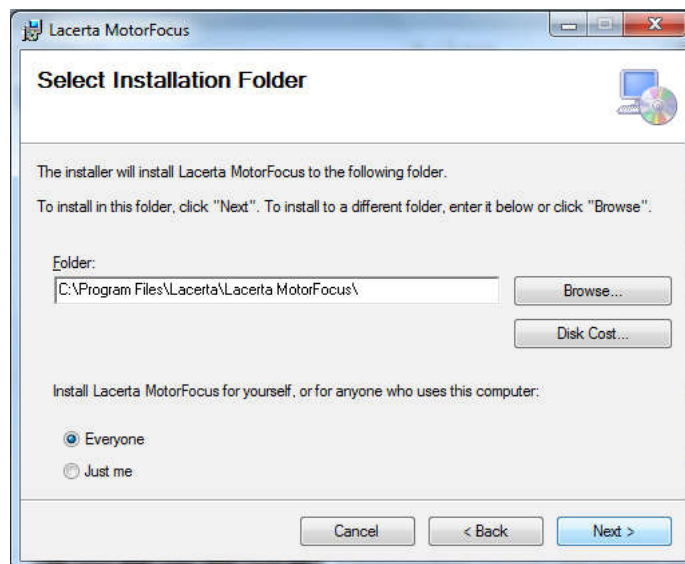 Lacerta MotorFocus
Select Installation Folder
The installer will install Lacerta MotorFocus to the following folder.
To install in this folder, click "Next". To install to a different folder, enter it below or click "Browse".
Folder:
C:\Program Files\Lacerta\Lacerta MotorFocus\
Browse...
Disk Cost...
Install Lacerta MotorFocus for yourself, or for anyone who uses this computer:
Everyone
Just me
Cancel
< Back
Next >